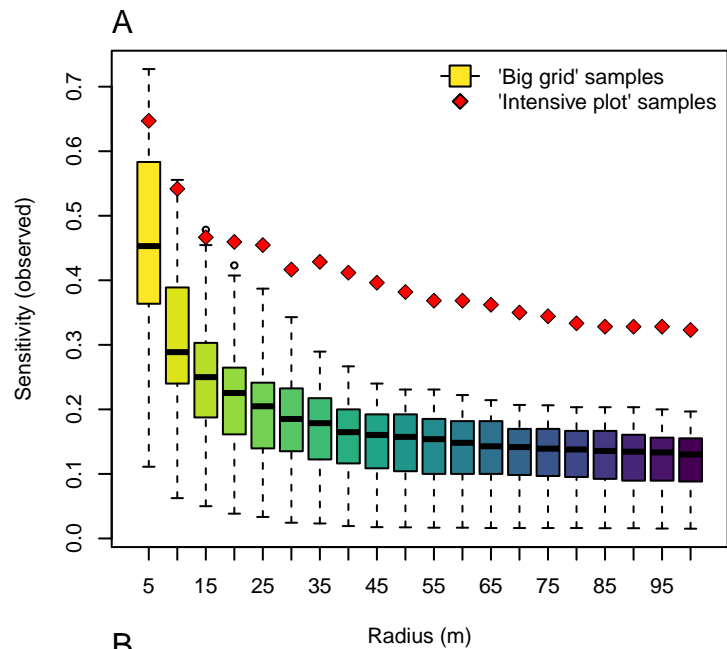 A
'Big grid' samples
'Intensive plot' samples
Sensitivity (observed)
0.7
0.6
0.5
0.4
0.3
0.2
0.1
0.0
5 15 25 35 45 55 65 75 85 95
Radius (m)
B